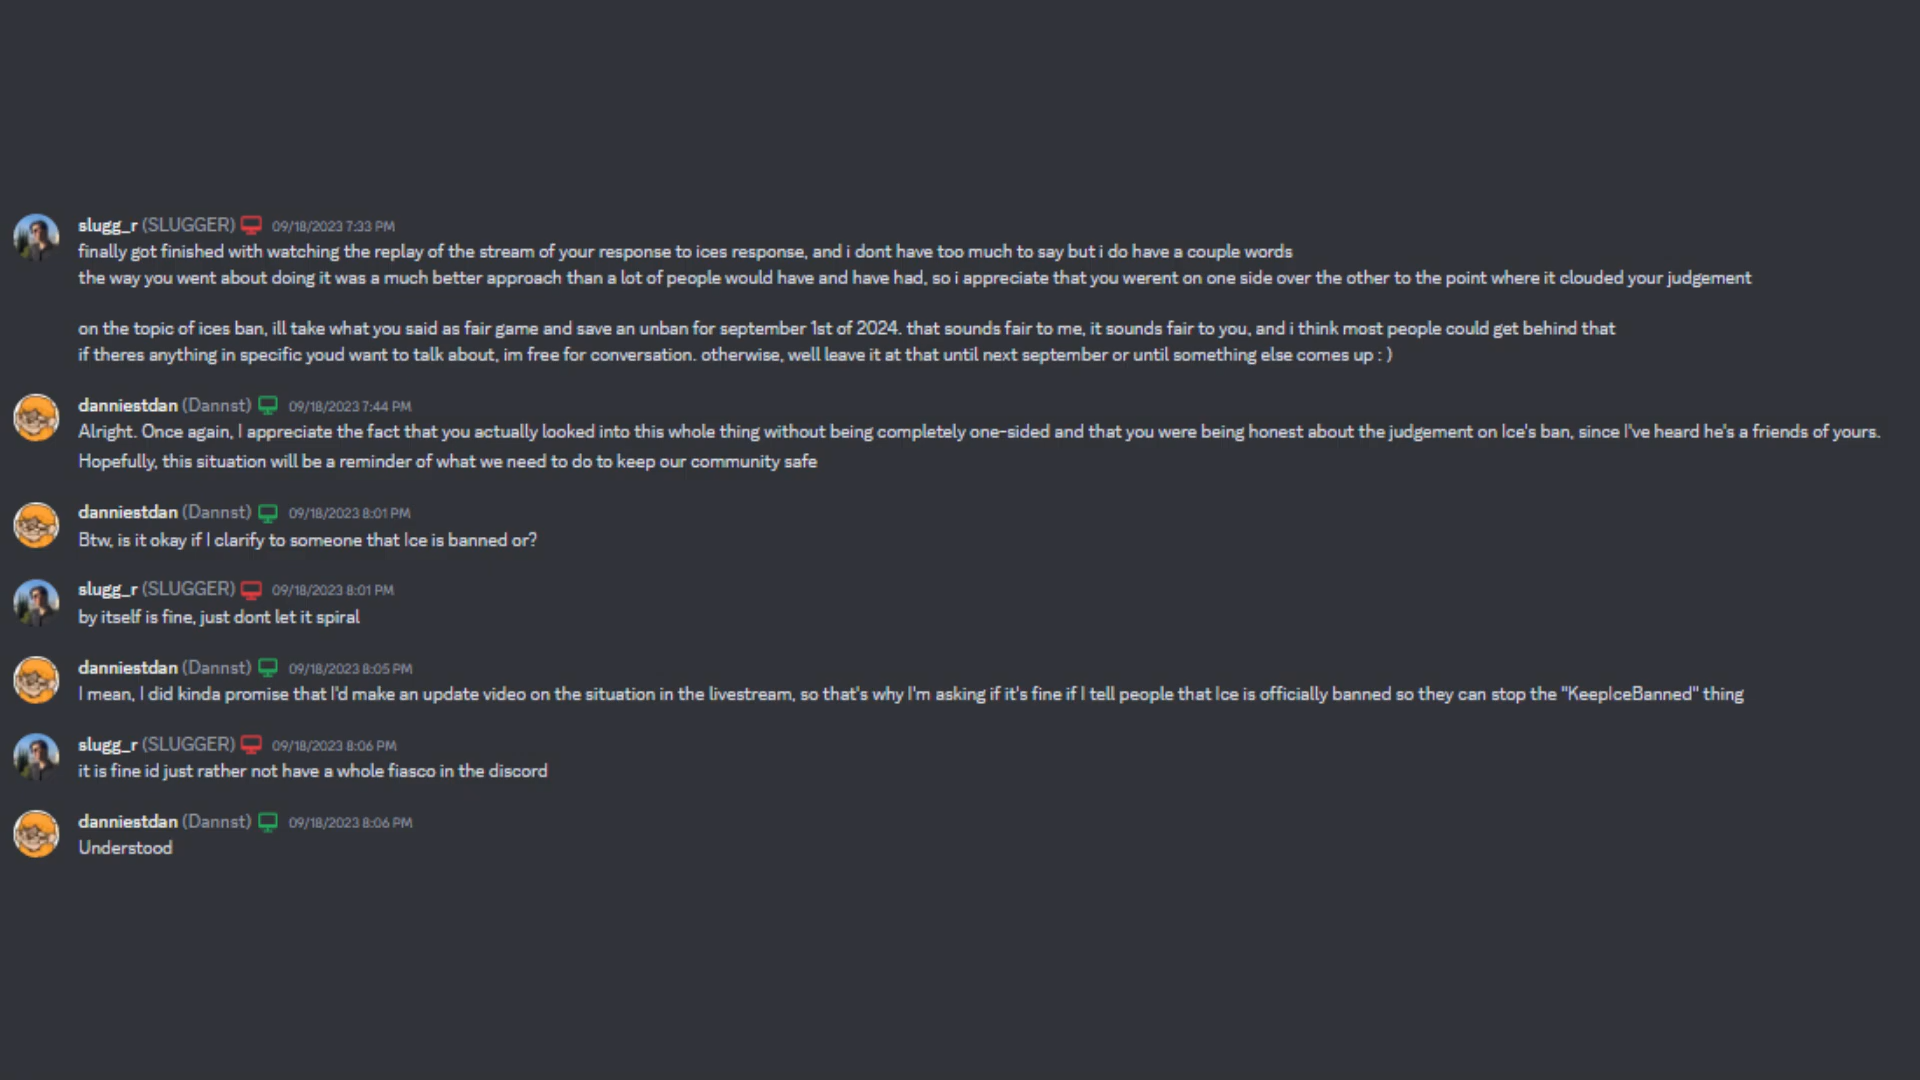 slugg_r (SLUGGER) 09/18/2023 7:33 PM
finally got finished with watching the replay of the stream of your response to ices response, and i dont have too much to say but i do have a couple words
the way you went about doing it was a much better approach than a lot of people would have and have had, so i appreciate that you werent on one side over the other to the point where it clouded your judgement
on the topic of ices ban, ill take what you said as fair game and save an unban for september 1st of 2024. that sounds fair to me, it sounds fair to you, and i think most people could get behind that
if theres anything in specific youd want to talk about, im free for conversation. otherwise, well leave it at that until next september or until something else comes up : )
danniestdan (Dannst) 09/18/2023 7:44 PM
Alright. Once again, I appreciate the fact that you actually looked into this whole thing without being completely one-sided and that you were being honest about the judgement on Ice's ban, since I've heard he's a friends of yours.
Hopefully, this situation will be a reminder of what we need to do to keep our community safe
danniestdan (Dannst) 09/18/2023 8:01 PM
Btw, is it okay if I clarify to someone that Ice is banned or?
slugg_r (SLUGGER) 09/18/2023 8:01 PM
by itself is fine, just dont let it spiral
danniestdan (Dannst) 09/18/2023 8:05 PM
I mean, I did kinda promise that I'd make an update video on the situation in the livestream, so that's why I'm asking if it's fine if I tell people that Ice is officially banned so they can stop the "KeepIceBanned" thing
slugg_r (SLUGGER) 09/18/2023 8:06 PM
it is fine id just rather not have a whole fiasco in the discord
danniestdan (Dannst) 09/18/2023 8:06 PM
Understood